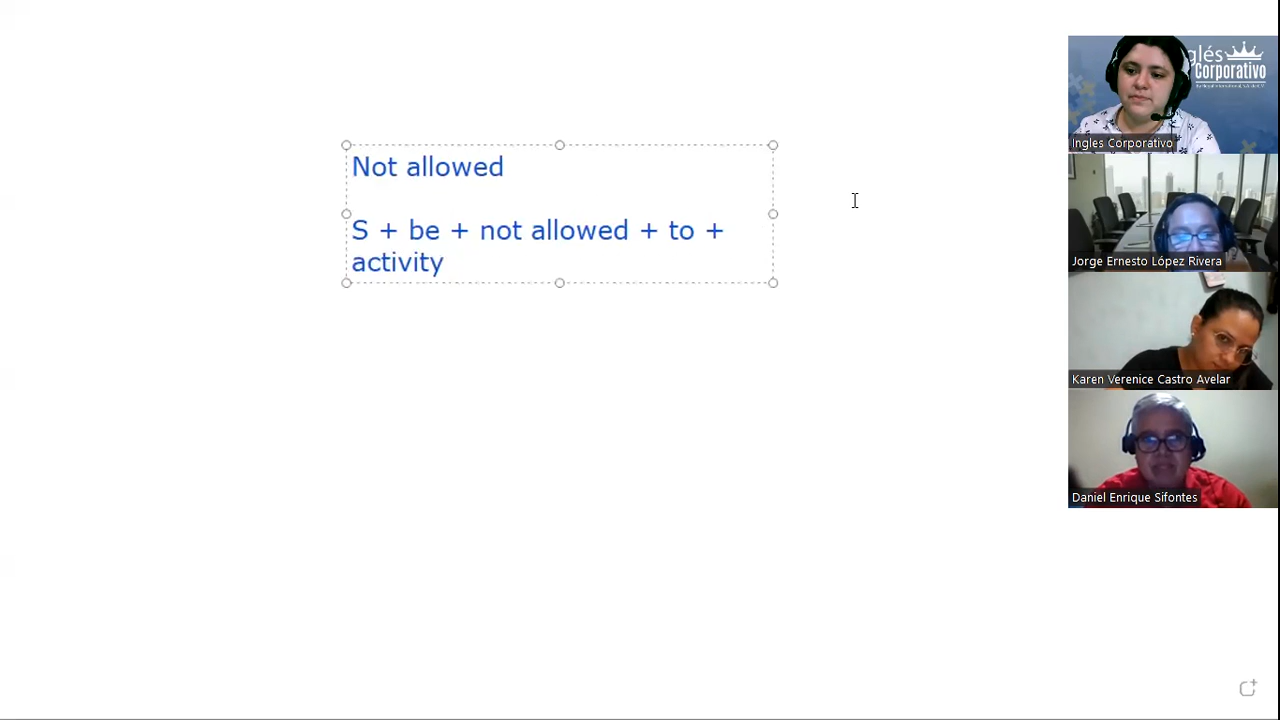 Not allowed
S + be + not allowed + to +
activity
glés
Corporativo
Ingles Corporativo
Jorge Ernesto López Rivera
Karen Verenice Castro Avelar
Daniel Enrique Sifontes